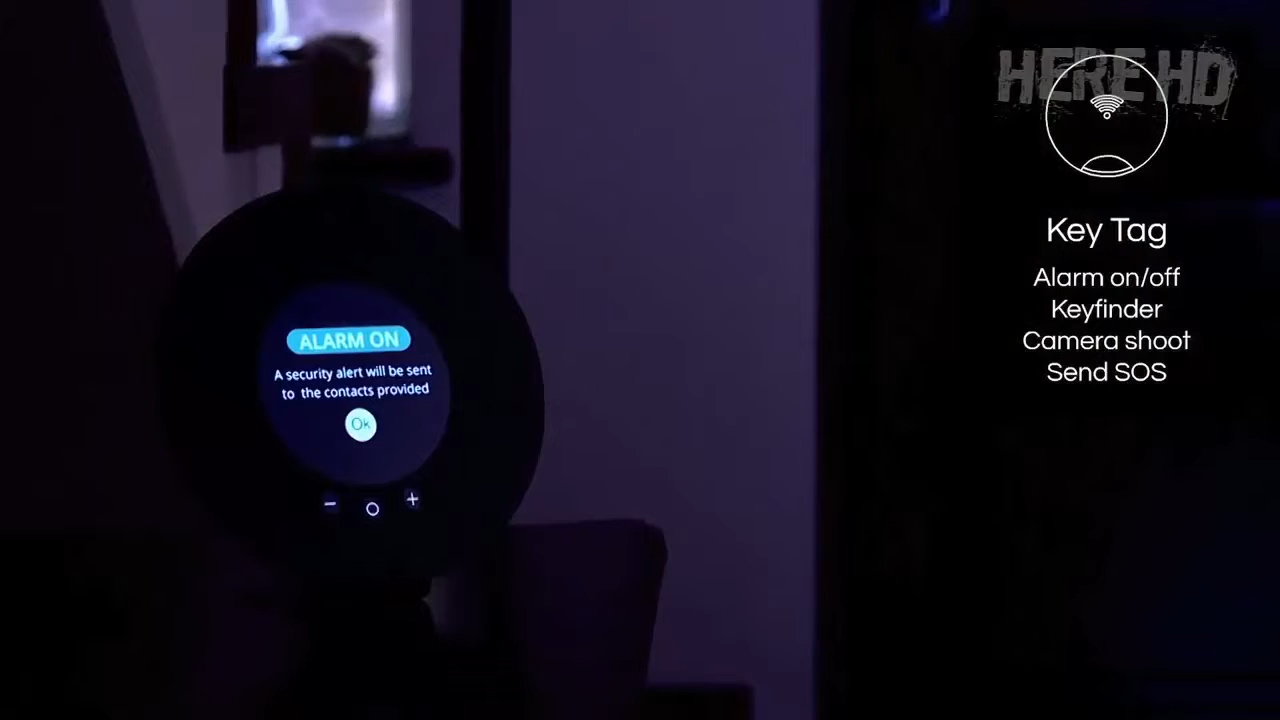 ALARM ON
A security alert will be sent
to the contacts provided
Ok
HERE HD
Key Tag
Alarm on/off
Keyfinder
Camera shoot
Send SOS